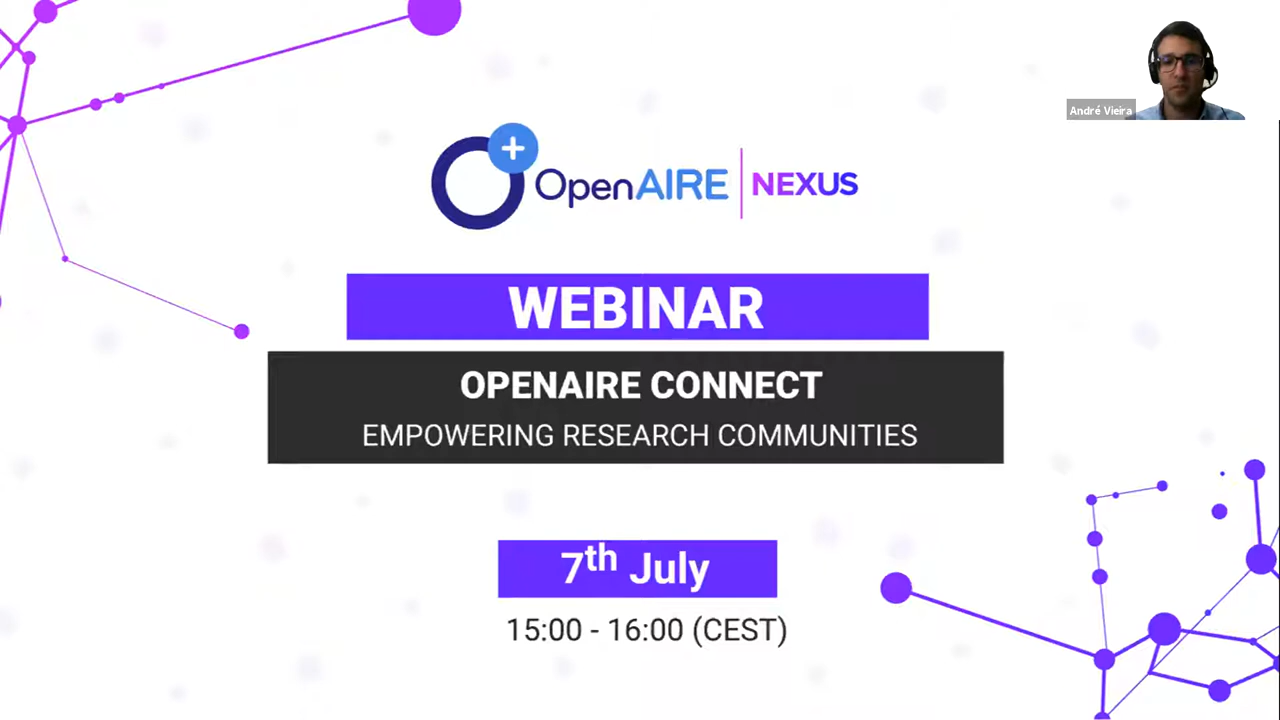 André Vieira
OpenAIRE | NEXUS
WEBINAR
OPENAIRE CONNECT
EMPOWERING RESEARCH COMMUNITIES
7th July
15:00 - 16:00 (CEST)